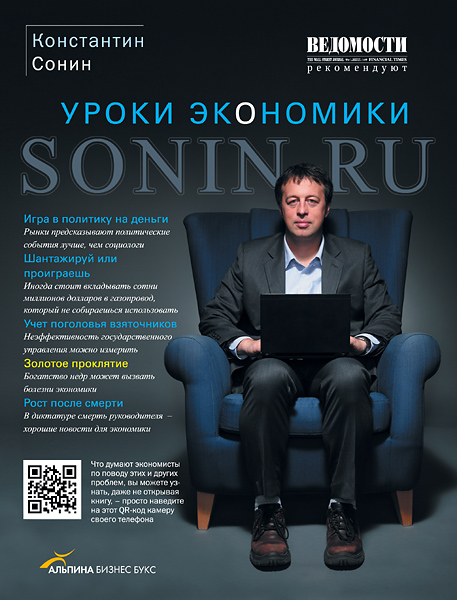 Константин
Сонин
ВЕДОМОСТИ
THE WALL STREET JOURNAL FINANCIAL TIMES
рекомендуют
УРОКИ ЭКОНОМИКИ
SONIN.RU
Игра в политику на деньги
Рынки предсказывают политические
события лучше, чем социологи
Шантажируй или
проиграешь
Иногда стоит вкладывать сотни
миллионов долларов в газопровод,
который не собираешься использовать
Учет поголовья взяточников
Неэффективность государственного
управления можно измерить
Золотое проклятие
Богатство недр может вызвать
болезни экономики
Рост после смерти
В диктатуре смерть руководителя –
хорошие новости для экономики
Что думают экономисты
по поводу этих и других
проблем, вы можете уз-
нать, даже не открывая
книгу, – просто наведите
на этот QR-код камеру
своего телефона
АЛЬПИНА БИЗНЕС БУКС